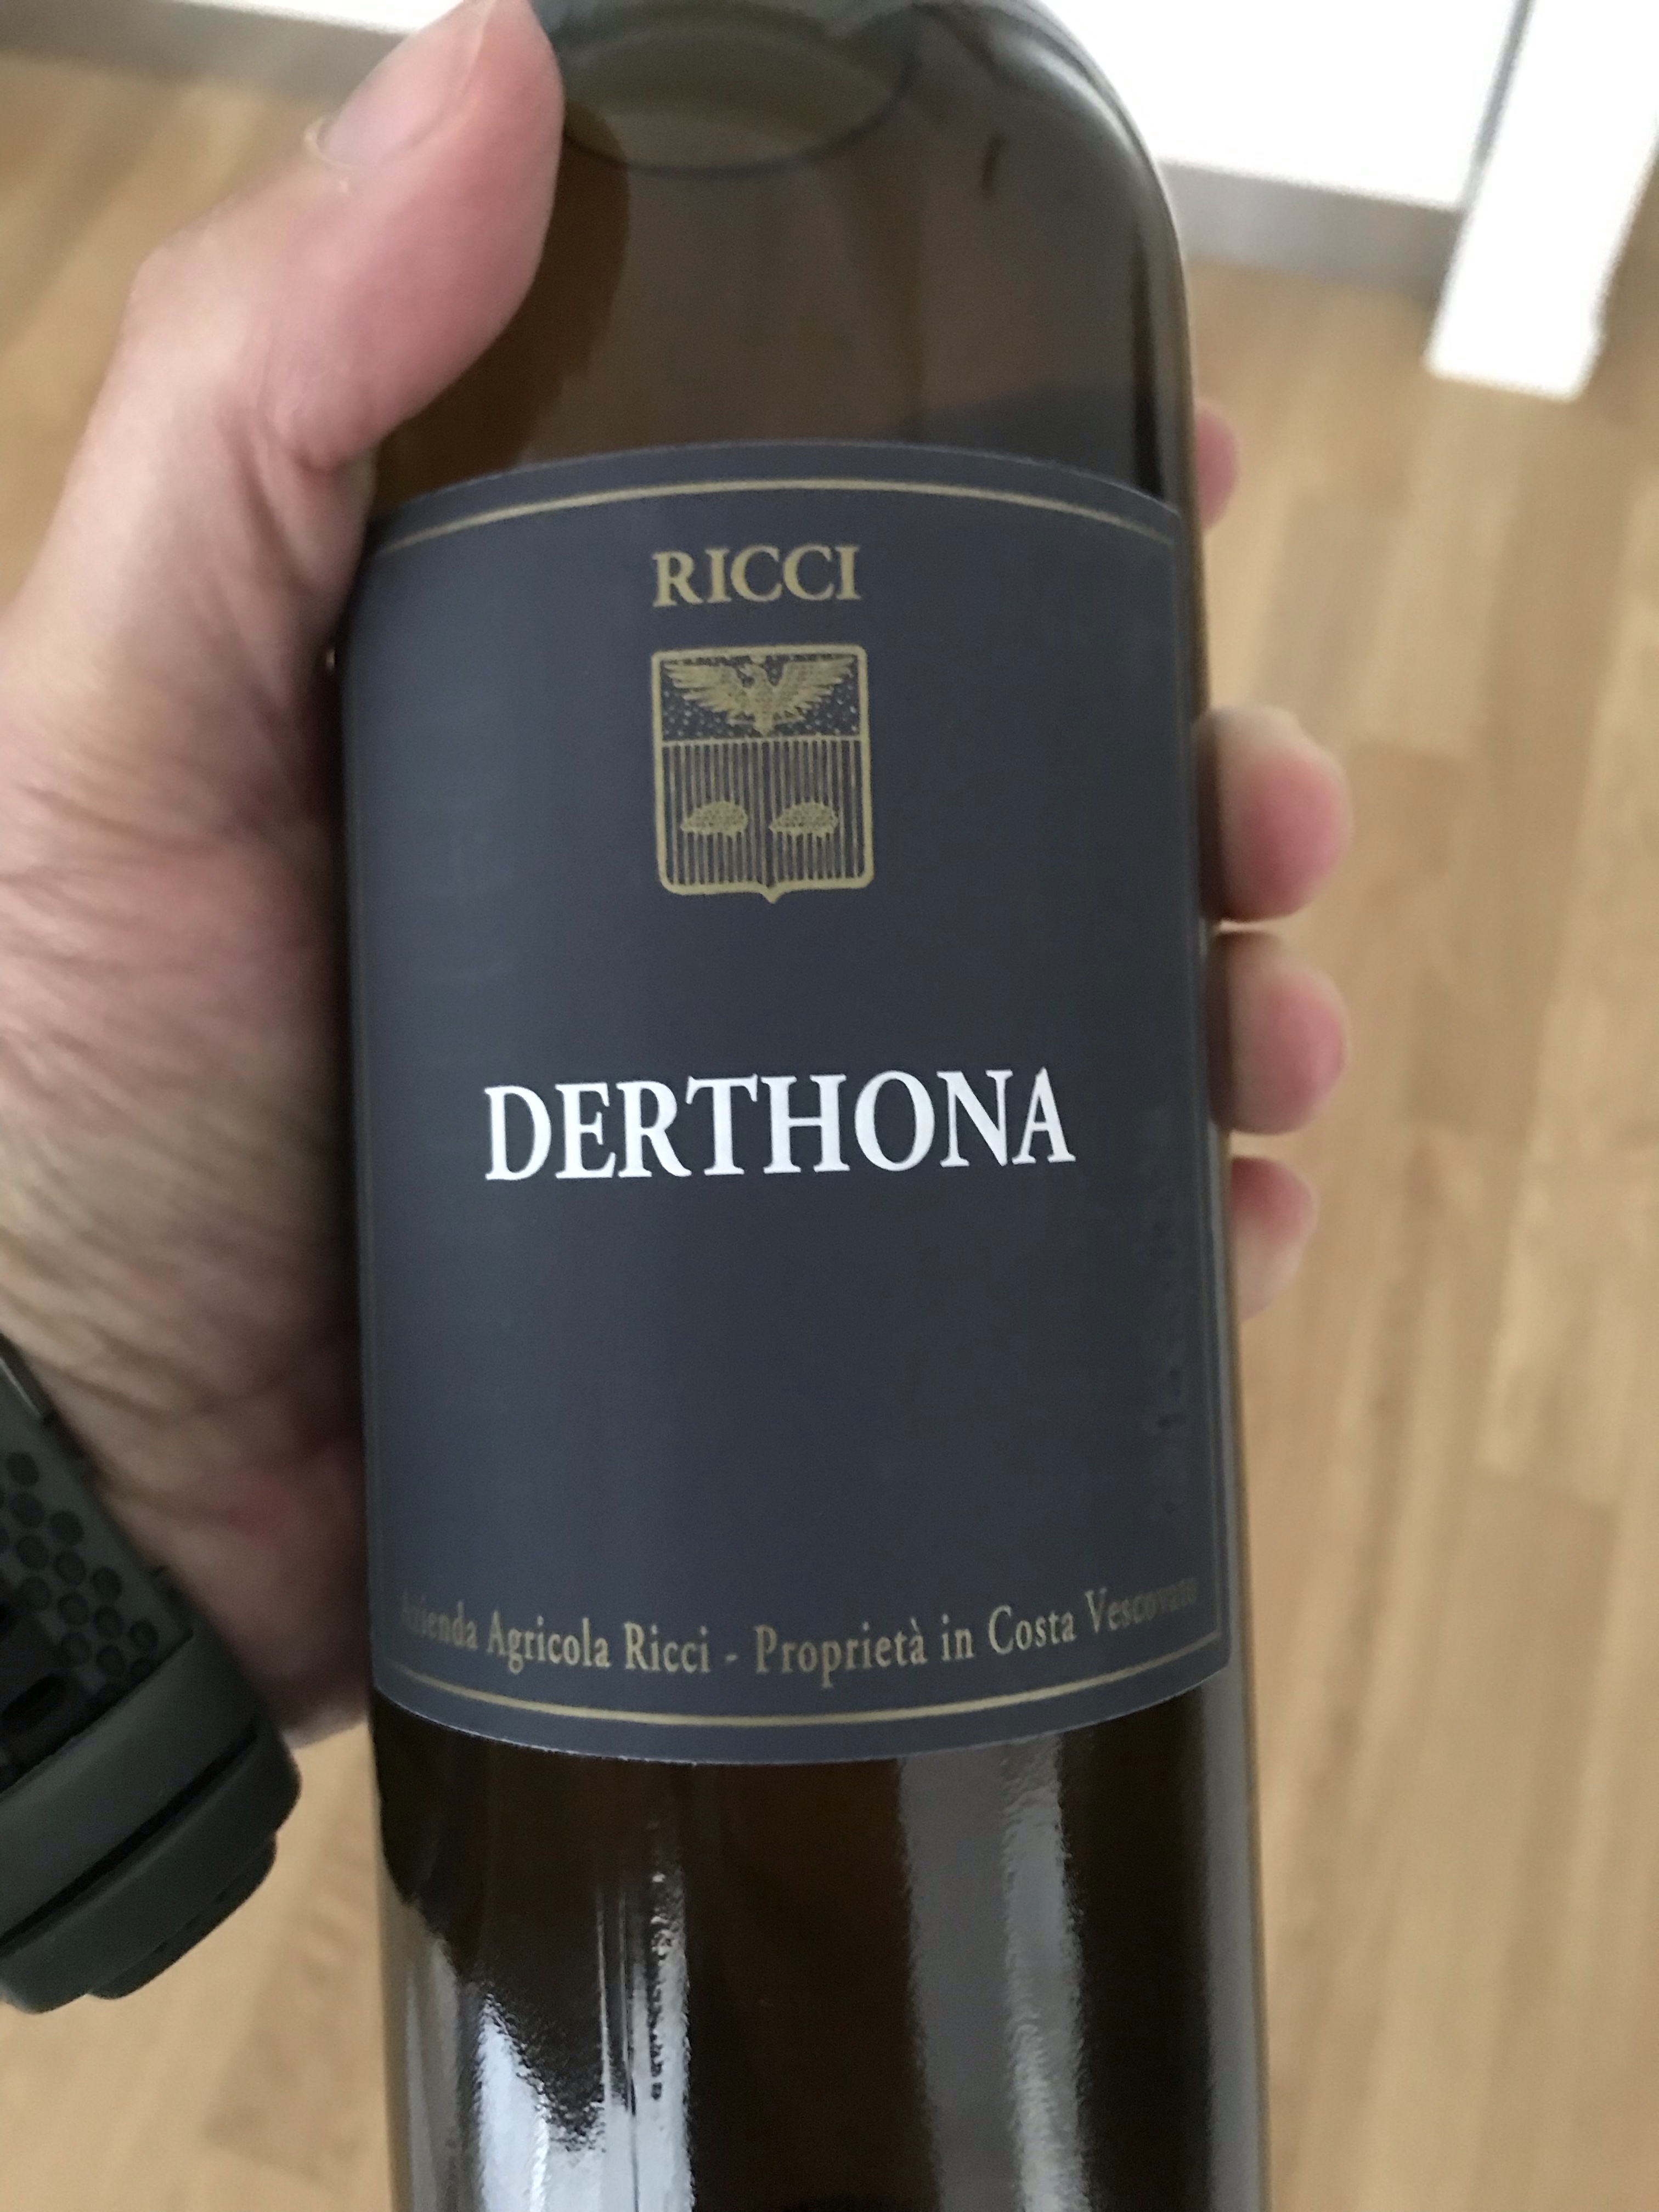 RICCI
DERTHONA
Azienda Agricola Ricci - Proprietà in Costa Vescovato